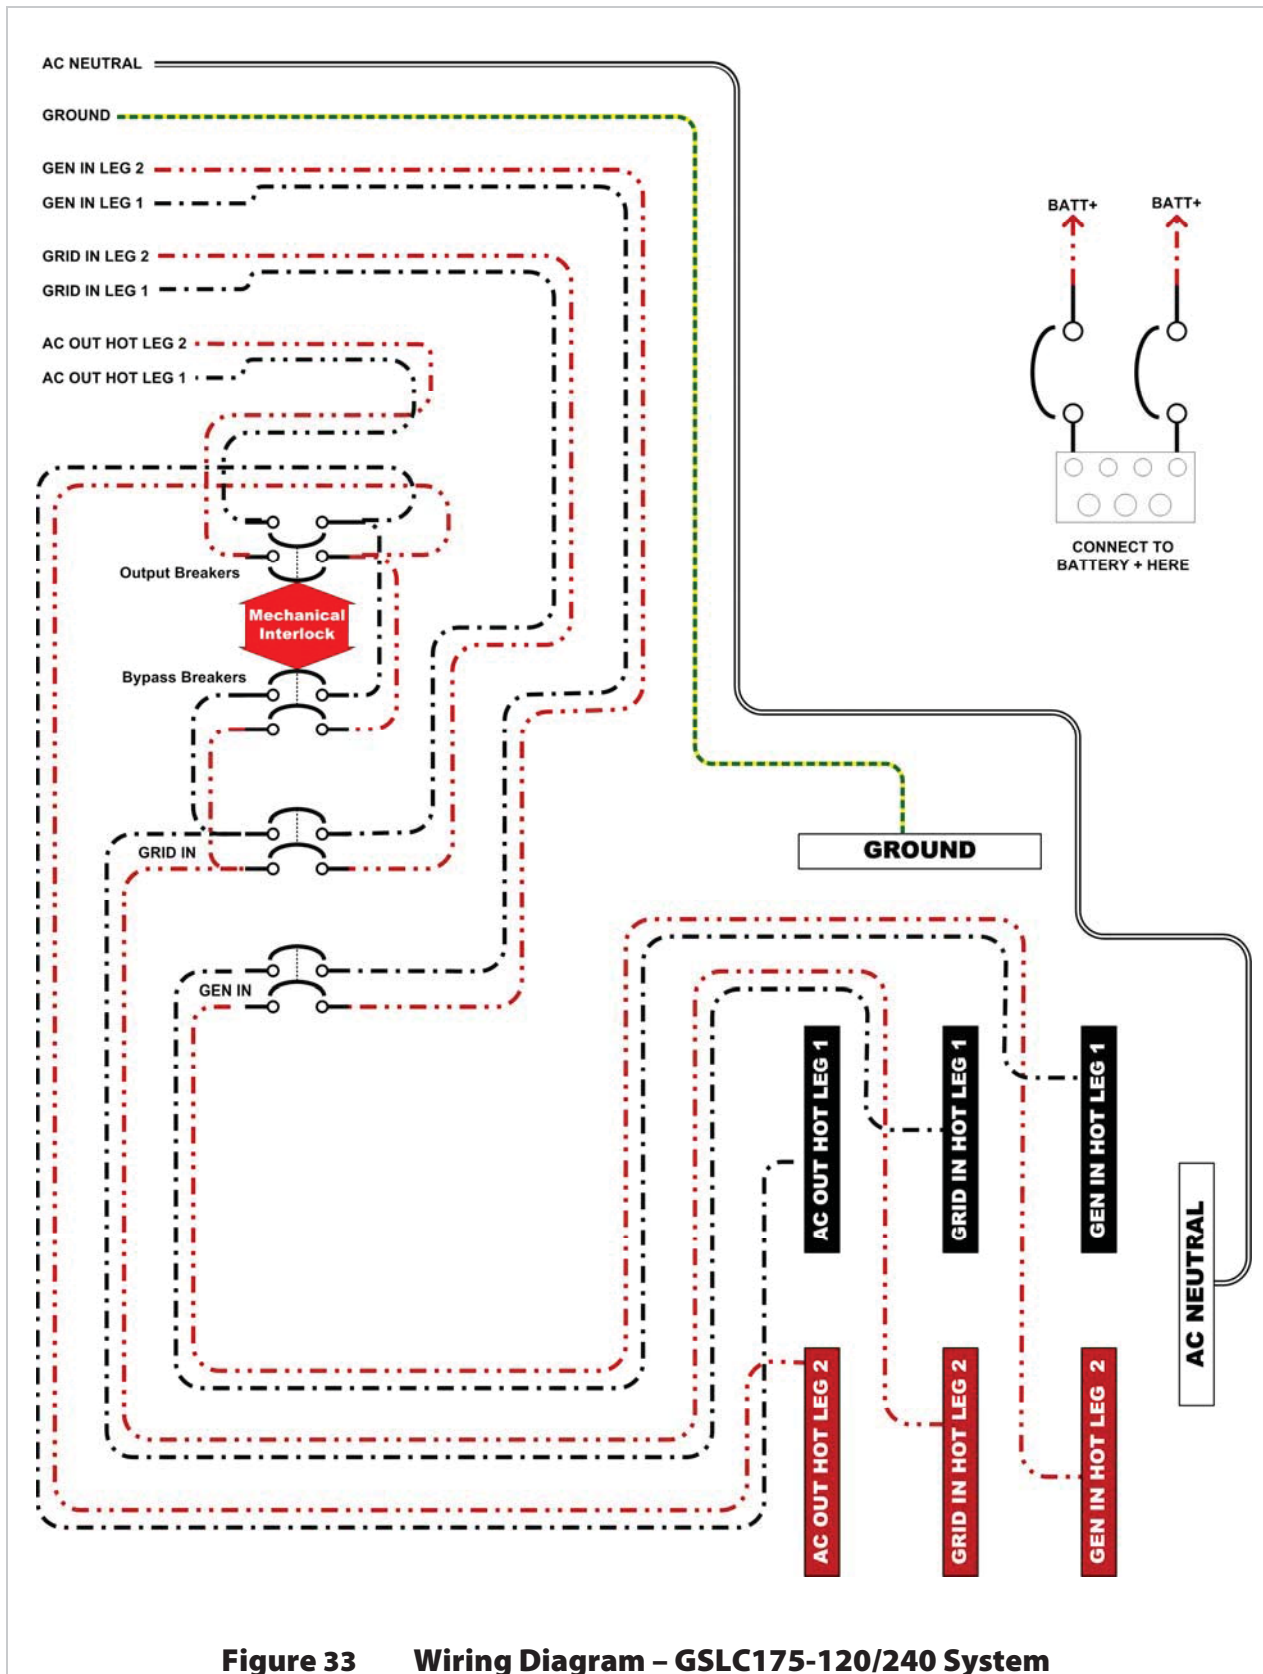 AC NEUTRAL
GROUND
GEN IN LEG 2
GEN IN LEG 1
GRID IN LEG 2
GRID IN LEG 1
AC OUT HOT LEG 2
AC OUT HOT LEG 1
BATT+
BATT+
CONNECT TO
BATTERY + HERE
Output Breakers
Mechanical
Interlock
Bypass Breakers
GRID IN
GROUND
GEN IN
AC OUT HOT LEG 1
GRID IN HOT LEG 1
GEN IN HOT LEG 1
AC NEUTRAL
AC OUT HOT LEG 2
GRID IN HOT LEG 2
GEN IN HOT LEG 2
Figure 33 Wiring Diagram – GSLC175-120/240 System